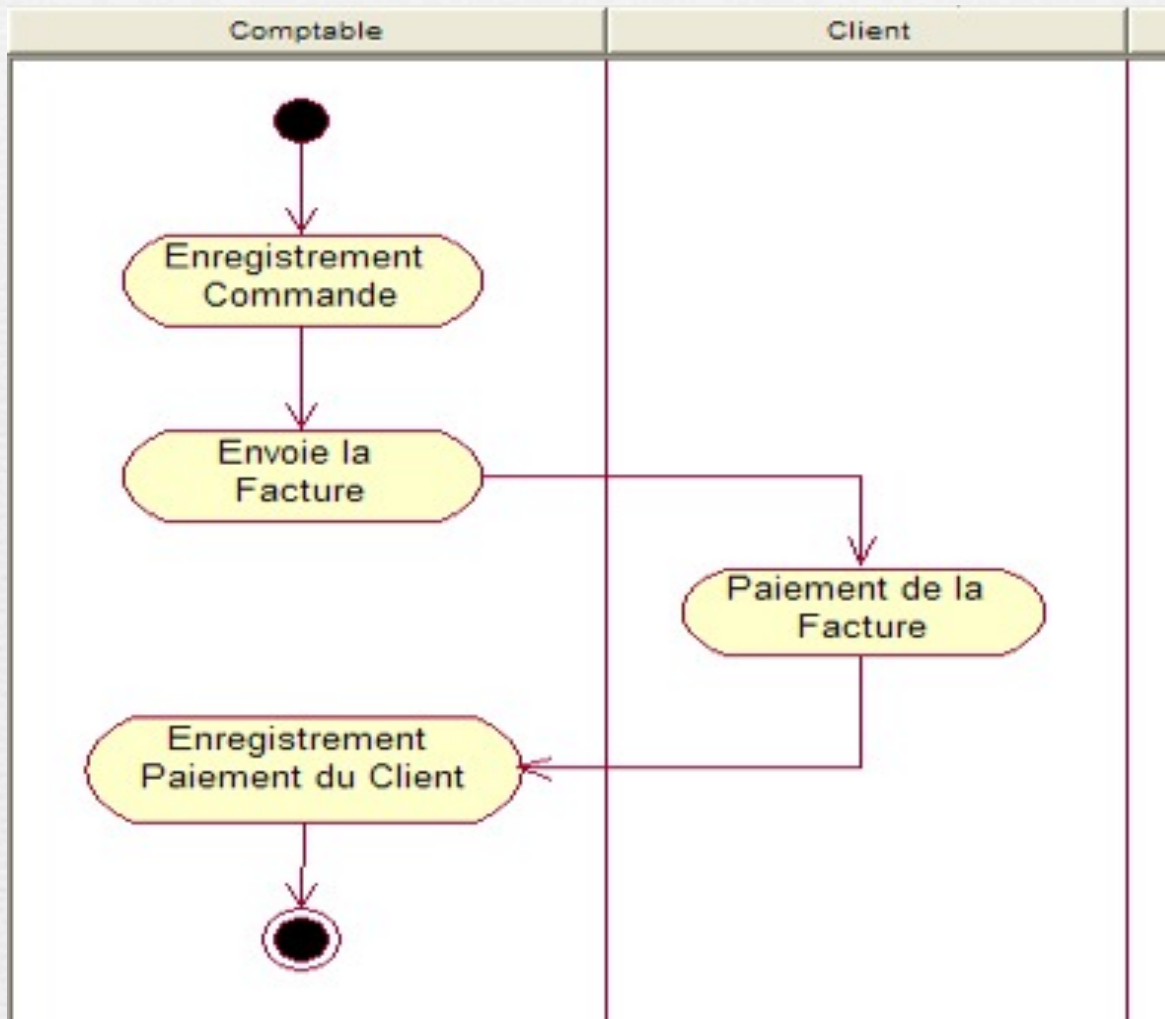 Comptable
Client
Enregistrement
Commande
Envoie la
Facture
Paiement de la
Facture
Enregistrement
Paiement du Client